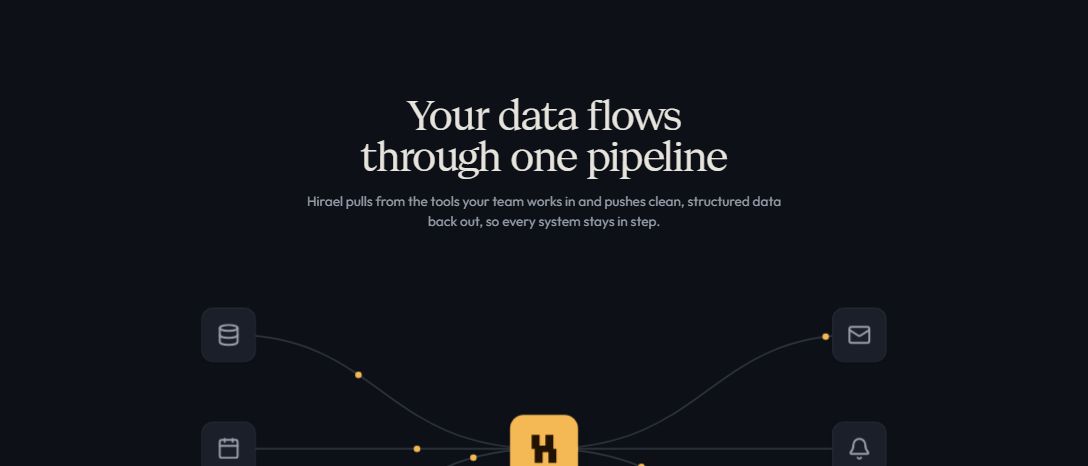 Your data flows
through one pipeline
Hirael pulls from the tools your team works in and pushes clean, structured data
back out, so every system stays in step.